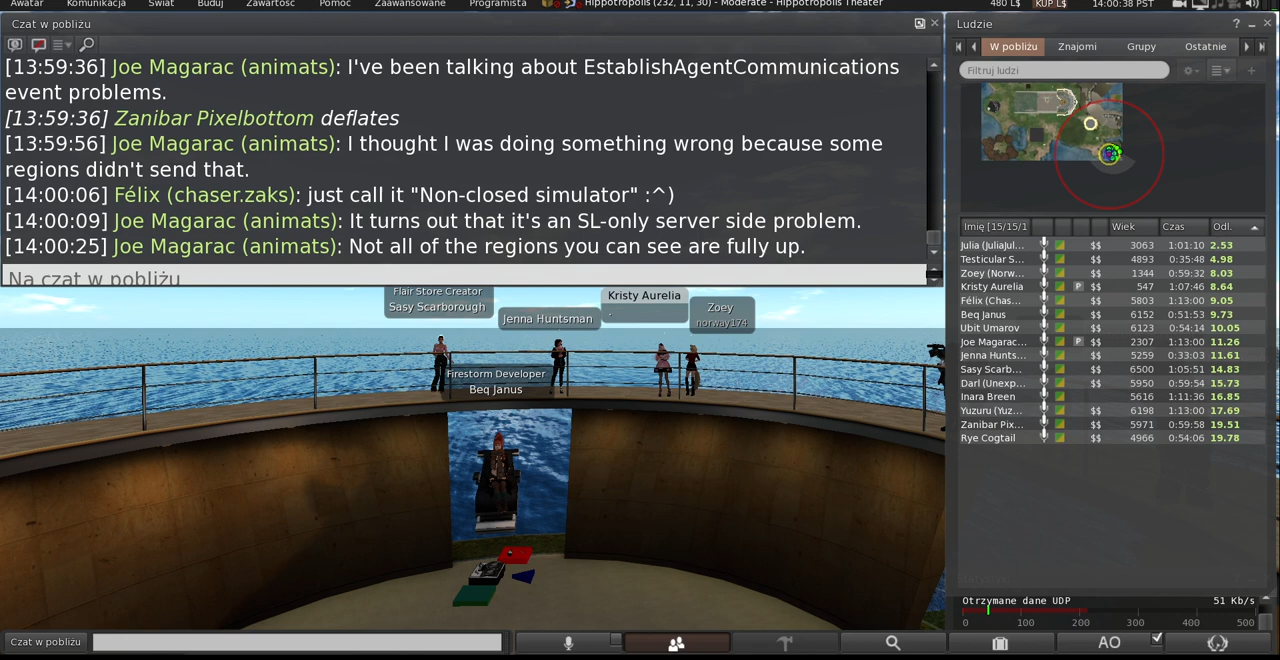 Awatar Komunikacja Świat Buduj Zawartość Pomoc Zaawansowane Programista Hippotropolis (232, 11, 30) - Moderate - Hippotropolis Theater 480 L$ KUP L$ 14:00:38 PST
Czat w pobliżu
[13:59:36] Joe Magarac (animats): I've been talking about EstablishAgentCommunications
event problems.
[13:59:36] Zanibar Pixelbottom deflates
[13:59:56] Joe Magarac (animats): I thought I was doing something wrong because some
regions didn't send that.
[14:00:06] Félix (chaser.zaks): just call it "Non-closed simulator" :^)
[14:00:09] Joe Magarac (animats): It turns out that it's an SL-only server side problem.
[14:00:25] Joe Magarac (animats): Not all of the regions you can see are fully up.
Na czat w pobliżu
Flair Store Creator
Sasy Scarborough
Jenna Huntsman
Kristy Aurelia
.
Zoey
norway174
Firestorm Developer
Beq Janus
Ludzie
W pobliżu Znajomi Grupy Ostatnie
Filtruj ludzi
Imię [15/15/1 Wiek Czas Odl.
Julia (JuliaJul... $$ 3063 1:01:10 2.53
Testicular S... $$ 4893 0:35:48 4.98
Zoey (Norw... $$ 1344 0:59:32 8.03
Kristy Aurelia P $$ 547 1:07:46 8.64
Félix (Chas... $$ 5803 1:13:00 9.05
Beq Janus $$ 6152 0:51:53 9.73
Ubit Umarov $$ 6123 0:54:14 10.05
Joe Magarac... P $$ 2307 1:13:00 11.26
Jenna Hunts... $$ 5259 0:33:03 11.61
Sasy Scarb... $$ 6500 1:05:51 14.83
Darl (Unexp... $$ 5950 0:59:54 15.73
Inara Breen 5616 1:11:36 16.85
Yuzuru (Yuz... $$ 6198 1:13:00 17.69
Zanibar Pix... $$ 5971 0:59:58 19.51
Rye Cogtail $$ 4966 0:54:06 19.78
Otrzymane dane UDP 51 Kb/s
0 100 200 300 400 500
Czat w pobliżu
AO